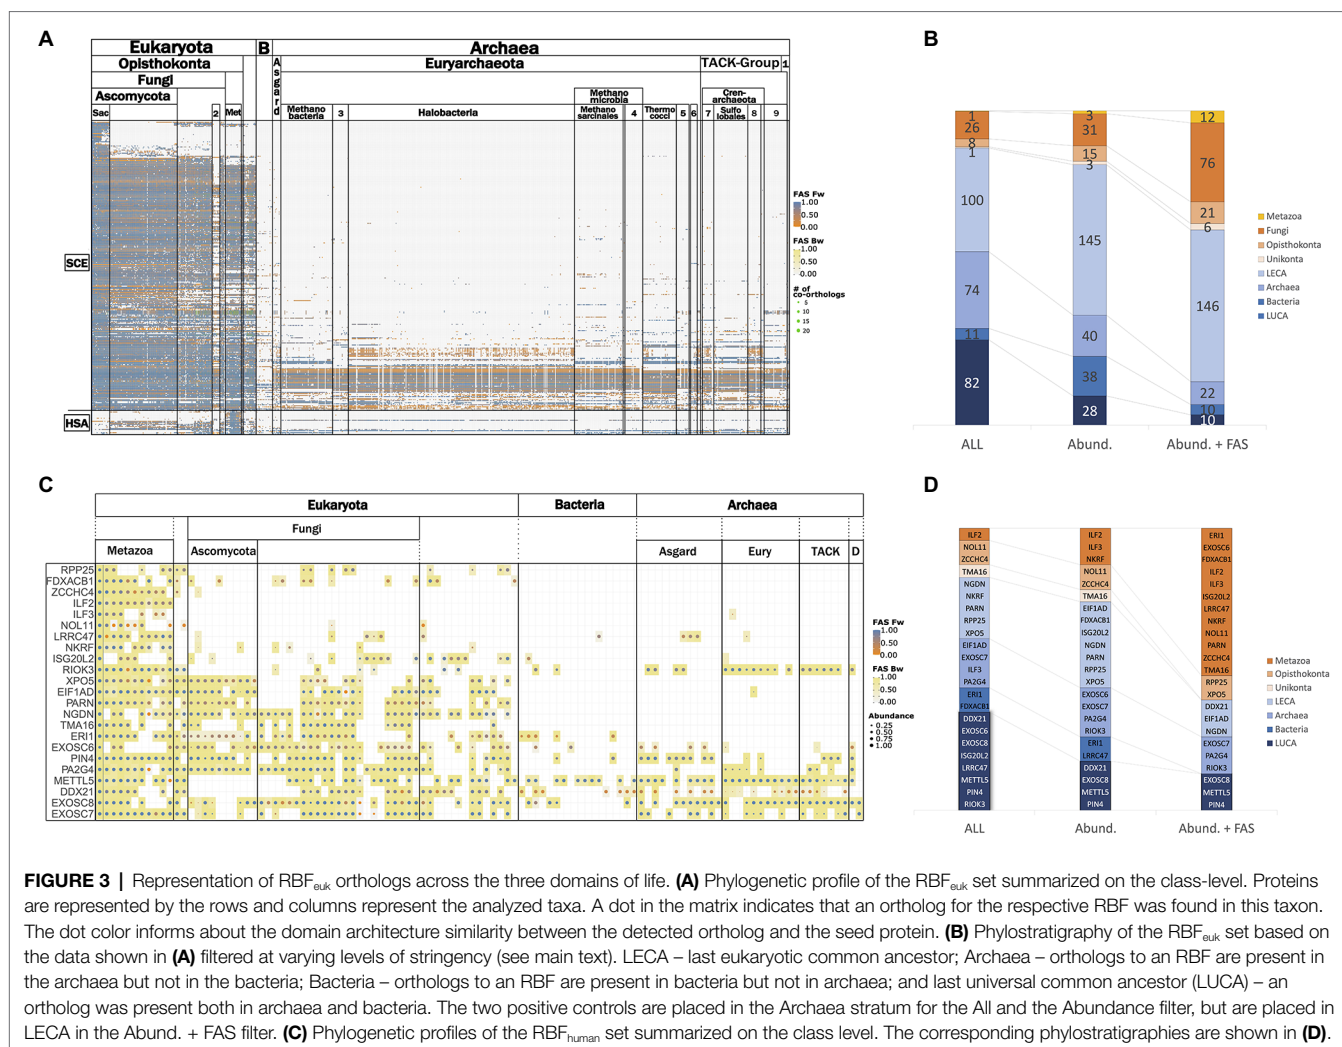 A
Eukaryota B Archaea
Opisthokonta Asgard Euryarchaeota TACK-Group 1
Fungi
Ascomycota Methano microbia Cren- archaeota
Sac 2 Met Methano bacteria 3 Halobacteria Methano sarcinales 4 Thermo cocci 5 6 7 Sulfo lobales 8 9
SCE
HSA
FAS Fw
1.00
0.50
0.00
FAS Bw
1.00
0.50
0.00
# of
co-orthologs
5
10
15
20
B
1 3 12
26 31 76
8 15 21
1 3 6
100 145 146
74 40 22
11 38 10
82 28 10
ALL Abund. Abund. + FAS
Metazoa
Fungi
Opisthokonta
Unikonta
LECA
Archaea
Bacteria
LUCA
C
Eukaryota Bacteria Archaea
Fungi
Metazoa Ascomycota Asgard Eury TACK D
RPP25
FDXACB1
ZCCHC4
ILF2
ILF3
NOL11
LRRC47
NKRF
ISG20L2
RIOK3
XPO5
EIF1AD
PARN
NGDN
TMA16
ERI1
EXOSC6
PIN4
PA2G4
METTL5
DDX21
EXOSC8
EXOSC7
FAS Fw
1.00
0.50
0.00
FAS Bw
1.00
0.50
0.00
Abundance
0.25
0.50
0.75
1.00
D
ILF2 ILF2 ERI1
NOL11 ILF3 EXOSC6
ZCCHC4 NKRF FDXACB1
TMA16 NOL11 ILF2
NGDN ZCCHC4 ILF3
NKRF TMA16 ISG20L2
PARN EIF1AD LRRC47
RPP25 FDXACB1 NKRF
XPO5 ISG20L2 NOL11
EIF1AD NGDN PARN
EXOSC7 PARN ZCCHC4
ILF3 RPP25 TMA16
PA2G4 XPO5 RPP25
ERI1 EXOSC6 XPO5
FDXACB1 EXOSC7 DDX21
DDX21 PA2G4 EIF1AD
EXOSC6 RIOK3 NGDN
EXOSC8 ERI1 EXOSC7
ISG20L2 LRRC47 PA2G4
LRRC47 DDX21 RIOK3
METTL5 EXOSC8 EXOSC8
PIN4 METTL5 METTL5
RIOK3 PIN4 PIN4
ALL Abund. Abund. + FAS
Metazoa
Opisthokonta
Unikonta
LECA
Archaea
Bacteria
LUCA
FIGURE 3 | Representation of RBFeuk orthologs across the three domains of life. (A) Phylogenetic profile of the RBFeuk set summarized on the class-level. Proteins
are represented by the rows and columns represent the analyzed taxa. A dot in the matrix indicates that an ortholog for the respective RBF was found in this taxon.
The dot color informs about the domain architecture similarity between the detected ortholog and the seed protein. (B) Phylostratigraphy of the RBFeuk set based on
the data shown in (A) filtered at varying levels of stringency (see main text). LECA – last eukaryotic common ancestor; Archaea – orthologs to an RBF are present in
the archaea but not in the bacteria; Bacteria – orthologs to an RBF are present in bacteria but not in archaea; and last universal common ancestor (LUCA) – an
ortholog was present both in archaea and bacteria. The two positive controls are placed in the Archaea stratum for the All and the Abundance filter, but are placed in
LECA in the Abund. + FAS filter. (C) Phylogenetic profiles of the RBFhuman set summarized on the class level. The corresponding phylostratigraphies are shown in (D).